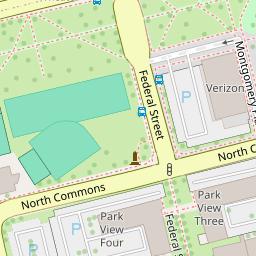 Federal Street
Montgomery
P
Verizon
P
North C
North Commons
Park
View
Three
Park
View
Four
P
P
Federal S